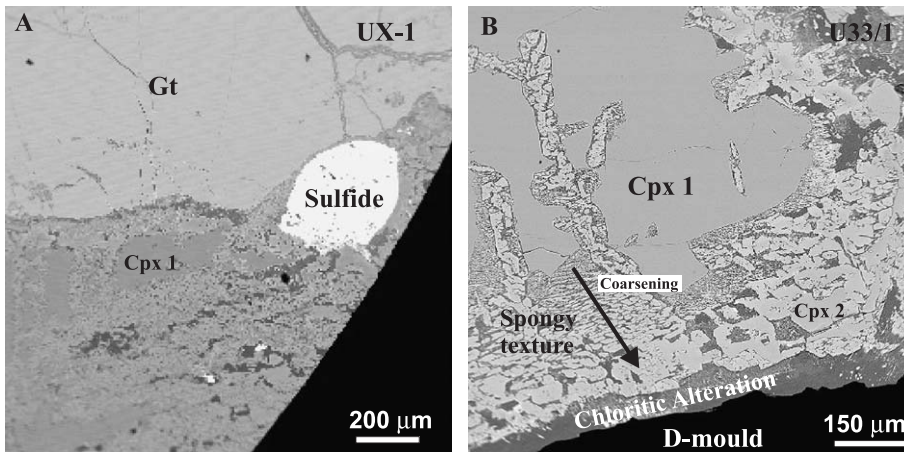 A
UX-1
Gt
Sulfide
Cpx 1
200 μm
B
U33/1
Cpx 1
Coarsening
Cpx 2
Spongy
texture
Chloritic Alteration
D-mould
150 μm